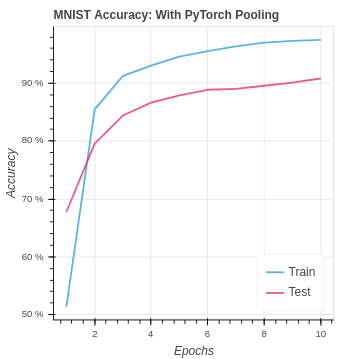 MNIST Accuracy: With PyTorch Pooling
Accuracy
90 %
80 %
70 %
60 %
50 %
Train
Test
2 4 6 8 10
Epochs